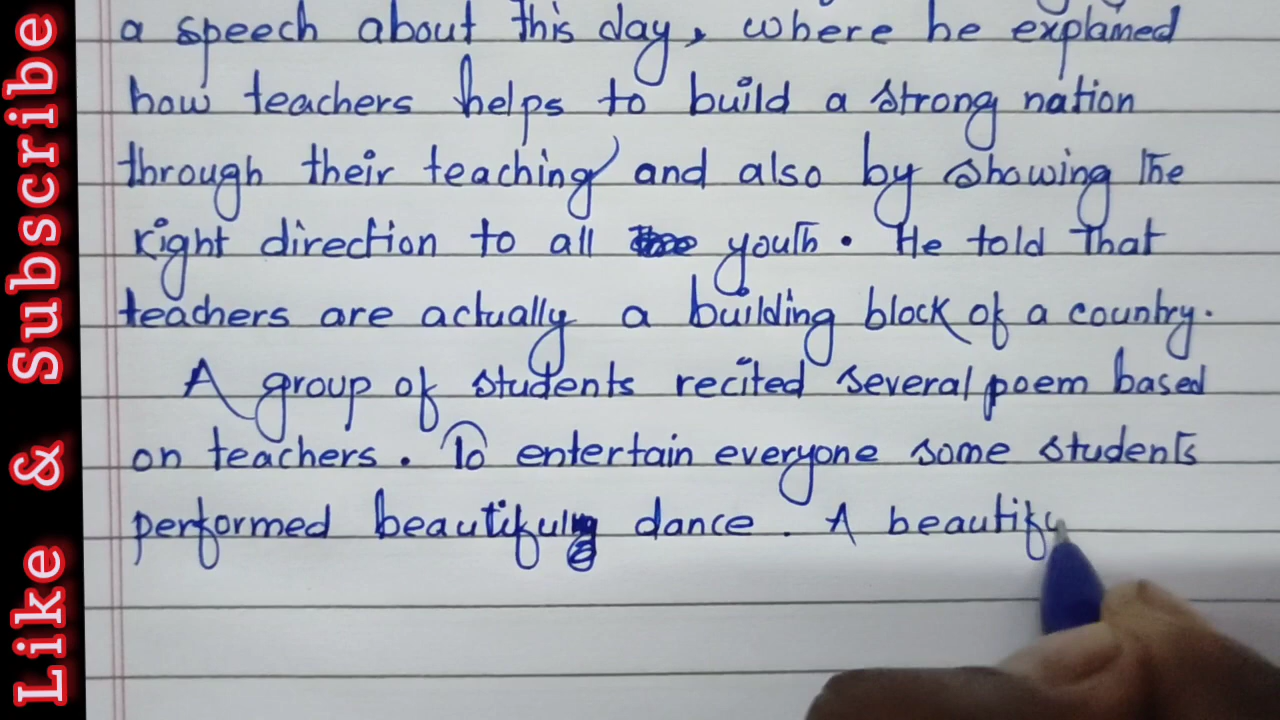 Like & Subscribe
a speech about this day, where he explained
how teachers helps to build a strong nation
through their teaching and also by showing the
right direction to all youth. He told that
teachers are actually a building block of a country.
A group of students recited several poem based
on teachers. To entertain everyone some students
performed beautiful dance. A beautifu